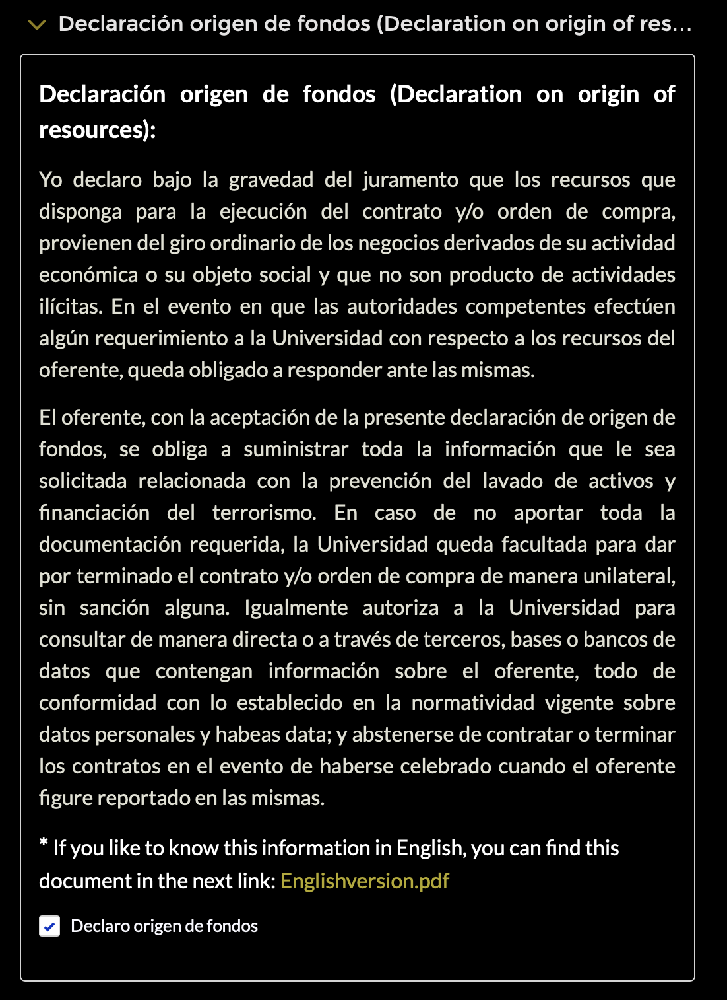 Declaración origen de fondos (Declaration on origin of res...
Declaración origen de fondos (Declaration on origin of
resources):
Yo declaro bajo la gravedad del juramento que los recursos que
disponga para la ejecución del contrato y/o orden de compra,
provienen del giro ordinario de los negocios derivados de su actividad
económica o su objeto social y que no son producto de actividades
ilícitas. En el evento en que las autoridades competentes efectúen
algún requerimiento a la Universidad con respecto a los recursos del
oferente, queda obligado a responder ante las mismas.
El oferente, con la aceptación de la presente declaración de origen de
fondos, se obliga a suministrar toda la información que le sea
solicitada relacionada con la prevención del lavado de activos y
financiación del terrorismo. En caso de no aportar toda la
documentación requerida, la Universidad queda facultada para dar
por terminado el contrato y/o orden de compra de manera unilateral,
sin sanción alguna. Igualmente autoriza a la Universidad para
consultar de manera directa o a través de terceros, bases o bancos de
datos que contengan información sobre el oferente, todo de
conformidad con lo establecido en la normatividad vigente sobre
datos personales y habeas data; y abstenerse de contratar o terminar
los contratos en el evento de haberse celebrado cuando el oferente
figure reportado en las mismas.
* If you like to know this information in English, you can find this
document in the next link: Englishversion.pdf
Declaro origen de fondos